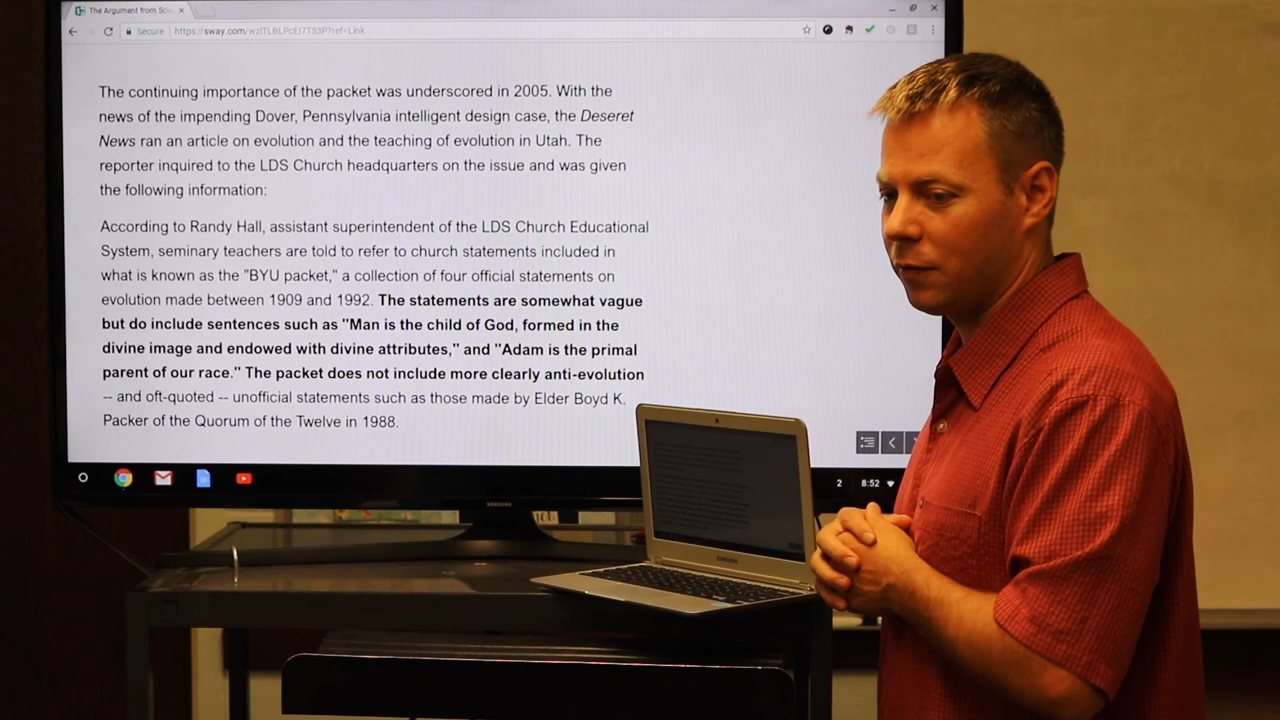 The Argument from Scie
Secure
The continuing importance of the packet was underscored in 2005. With the
news of the impending Dover, Pennsylvania intelligent design case, the Deseret
News ran an article on evolution and the teaching of evolution in Utah. The
reporter inquired to the LDS Church headquarters on the issue and was given
the following information:
According to Randy Hall, assistant superintendent of the LDS Church Educational
System, seminary teachers are told to refer to church statements included in
what is known as the "BYU packet," a collection of four official statements on
evolution made between 1909 and 1992. The statements are somewhat vague
but do include sentences such as "Man is the child of God, formed in the
divine image and endowed with divine attributes," and "Adam is the primal
parent of our race." The packet does not include more clearly anti-evolution
-- and oft-quoted -- unofficial statements such as those made by Elder Boyd K.
Packer of the Quorum of the Twelve in 1988.
2 8:52
SAMSUNG
SAMSUNG